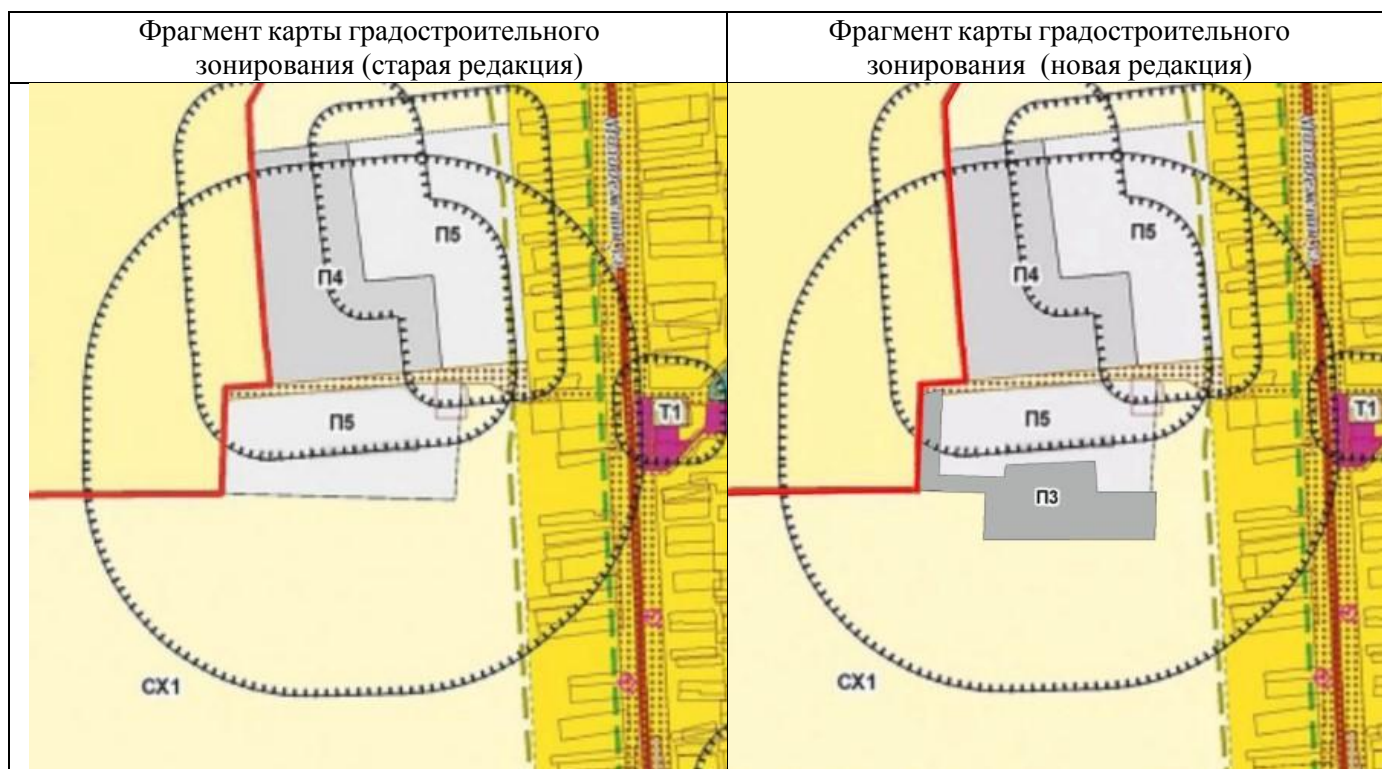 Фрагмент карты градостроительного
зонирования (старая редакция)
Фрагмент карты градостроительного
зонирования (новая редакция)
П5
П4
П5
Т1
СХ1
П5
П4
П5
Т1
П3
СХ1